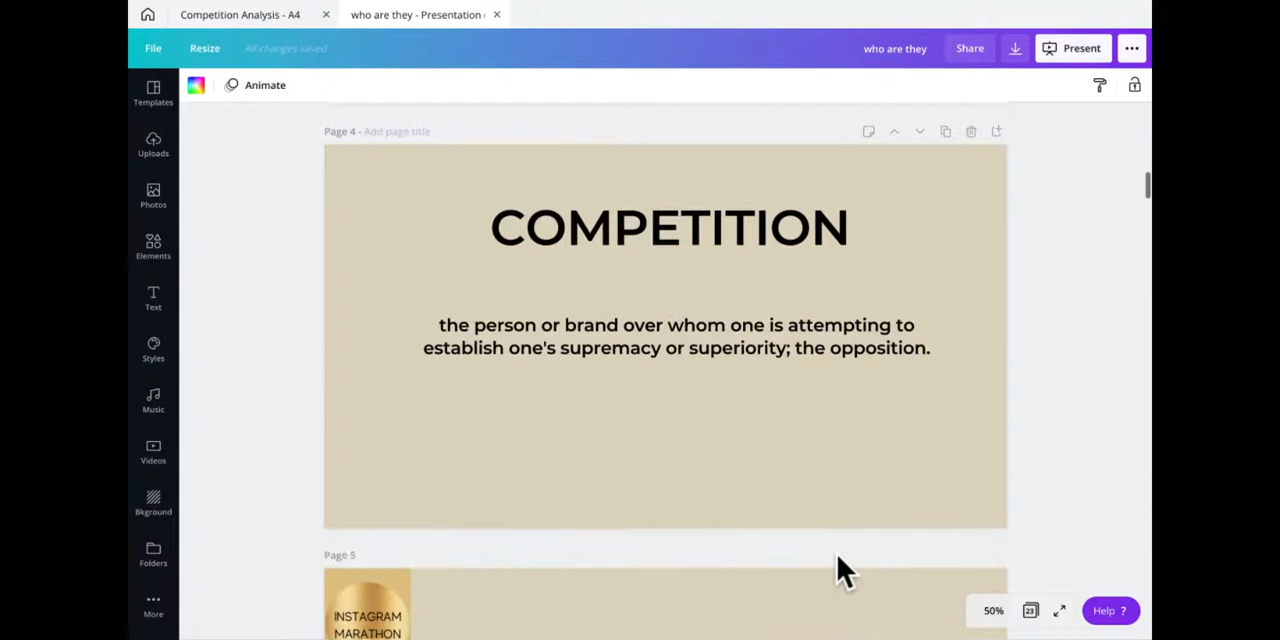 Competition Analysis - A4
who are they - Presentation
File
Resize
All changes saved
who are they
Share
Present
Templates
Animate
Uploads
Photos
Elements
Text
Styles
Music
Videos
Bkground
Folders
More
Page 4 - Add page title
COMPETITION
the person or brand over whom one is attempting to
establish one's supremacy or superiority; the opposition.
Page 5
INSTAGRAM
MARATHON
50%
23
Help ?